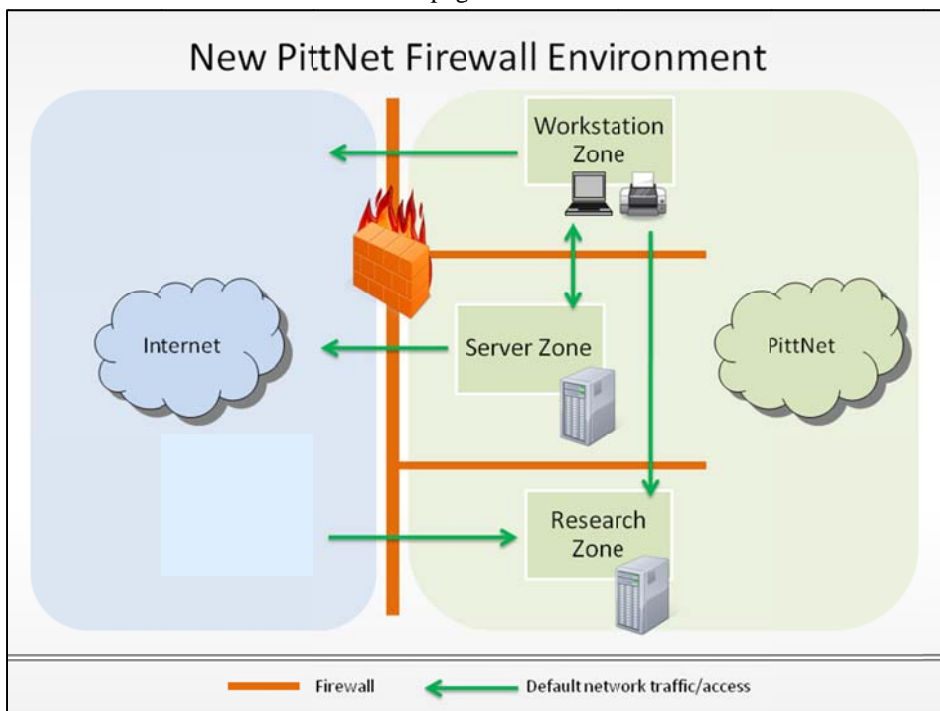 New PittNet Firewall Environment
Workstation
Zone
Internet
Server Zone
PittNet
Research
Zone
Firewall
Default network traffic/access